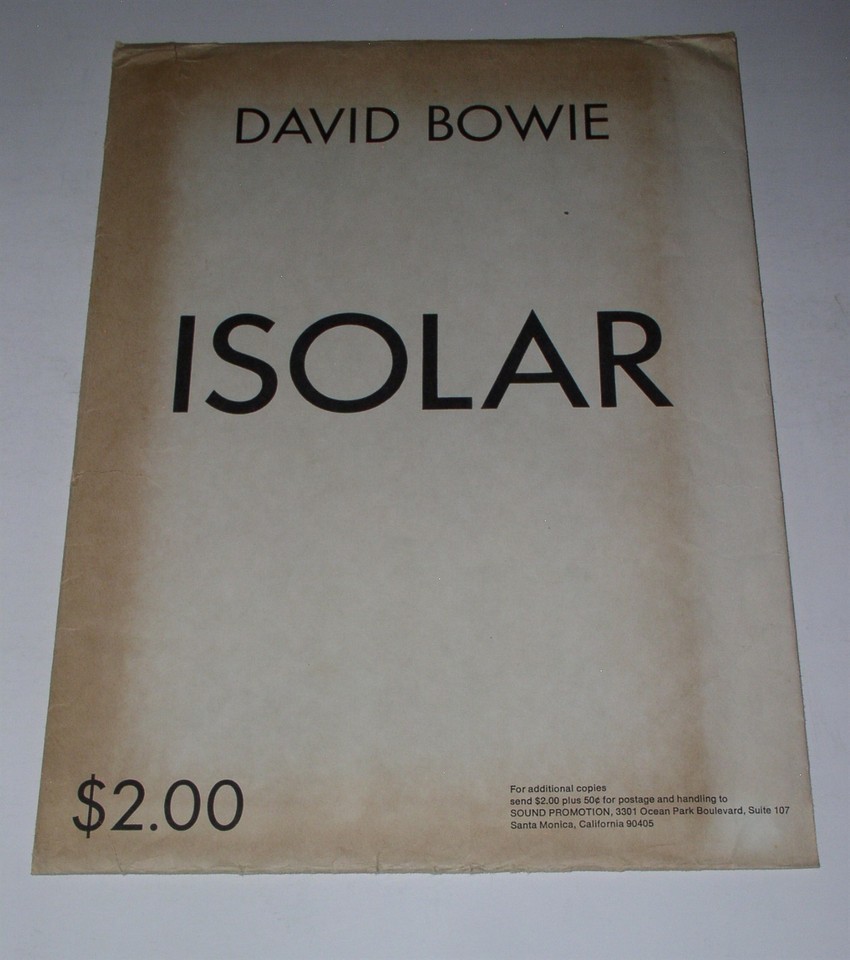 DAVID BOWIE
ISOLAR
$2.00
For additional copies
send $2.00 plus 50¢ for postage and handling to
SOUND PROMOTION, 3301 Ocean Park Boulevard, Suite 107
Santa Monica, California 90405